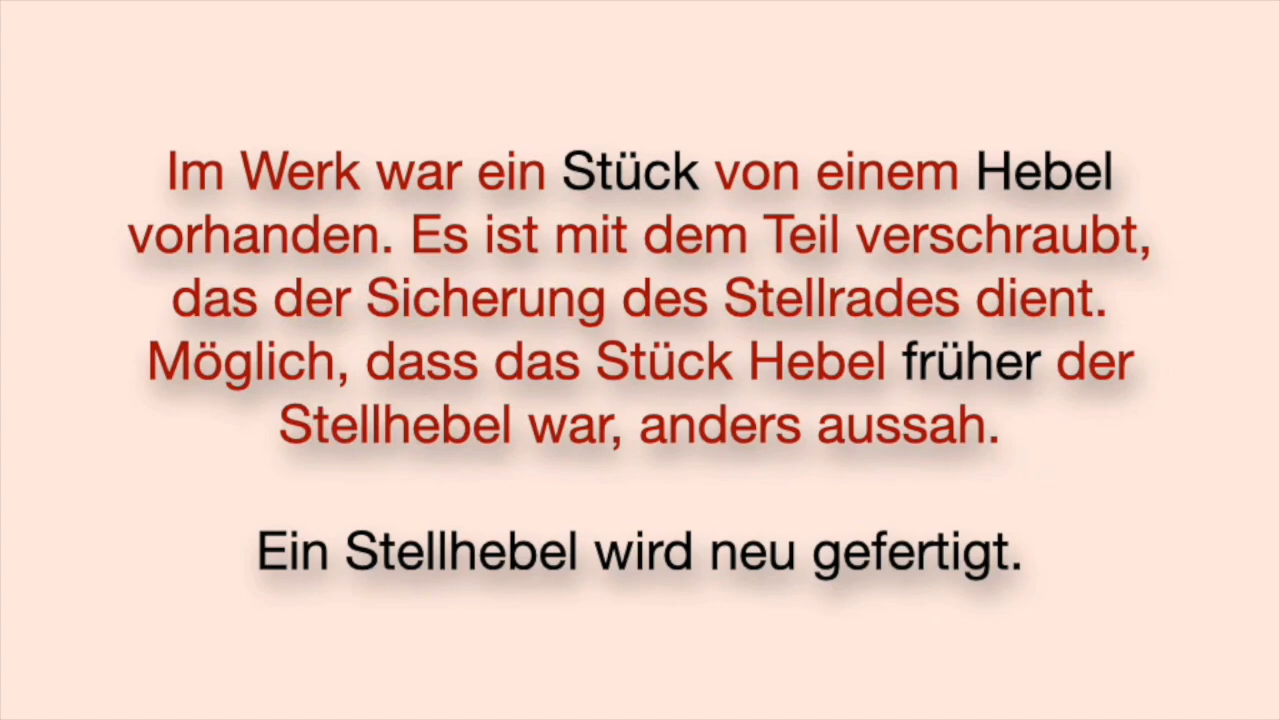 Im Werk war ein Stück von einem Hebel
vorhanden. Es ist mit dem Teil verschraubt,
das der Sicherung des Stellrades dient.
Möglich, dass das Stück Hebel früher der
Stellhebel war, anders aussah.
Ein Stellhebel wird neu gefertigt.